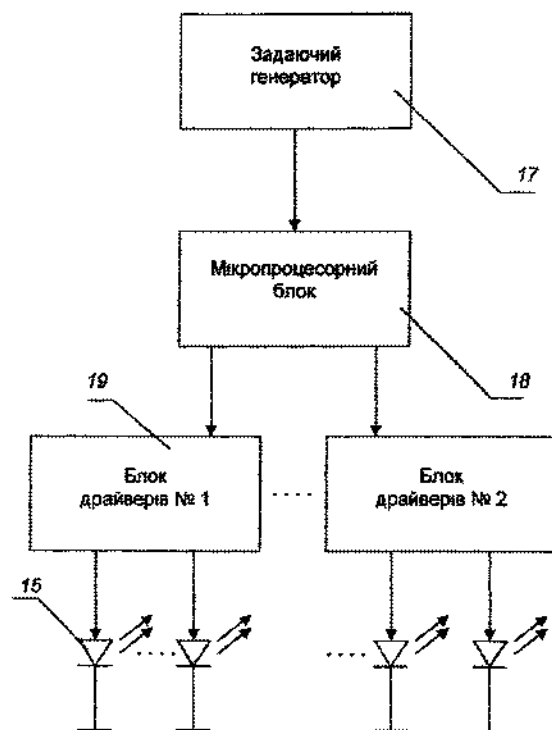 Задаючий
генератор
17
Мікропроцесорний
блок
18
19
Блок
драйверів № 1
Блок
драйверів № 2
15